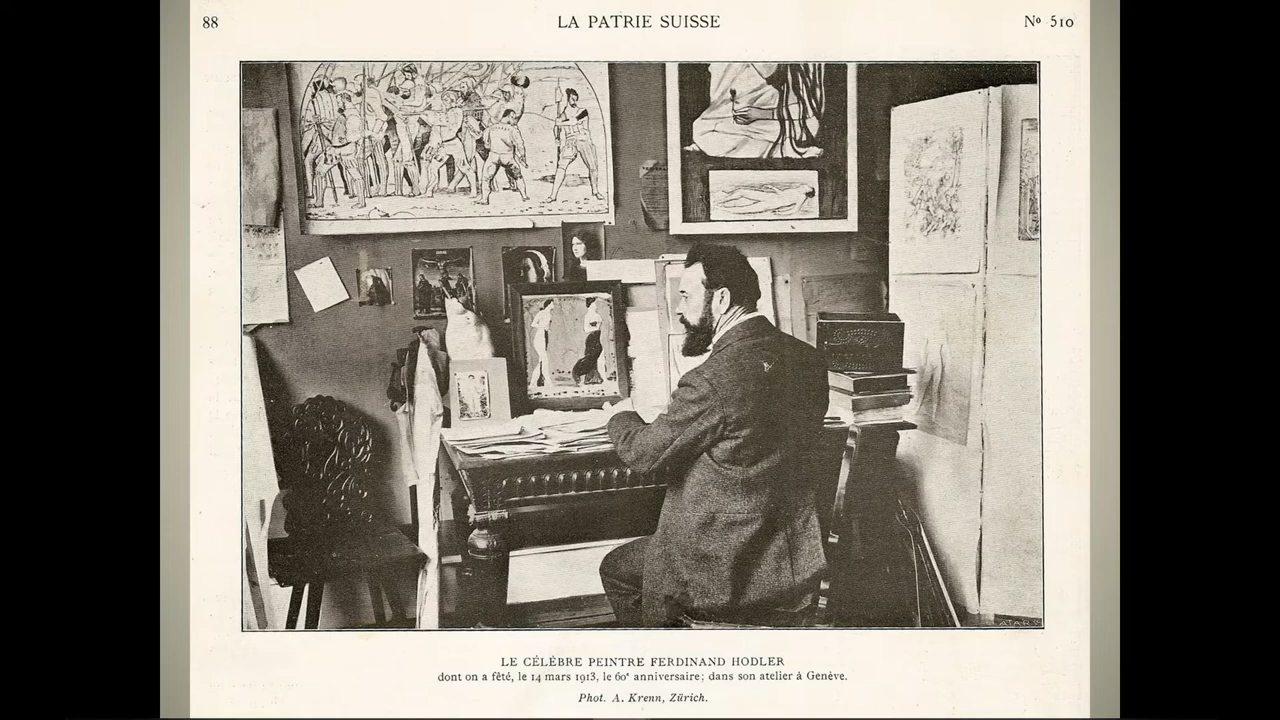 88
LA PATRIE SUISSE
Nº 510
ATAR
LE CÉLÈBRE PEINTRE FERDINAND HODLER
dont on a fêté, le 14 mars 1913, le 60e anniversaire; dans son atelier à Genève.
Phot. A. Krenn, Zürich.